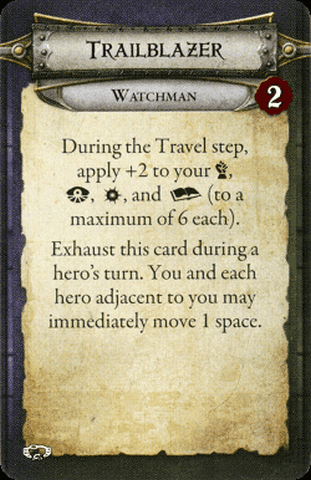 TRAILBLAZER
WATCHMAN
2
During the Travel step,
apply +2 to your ,
, , and (to a
maximum of 6 each).
Exhaust this card during a
hero's turn. You and each
hero adjacent to you may
immediately move 1 space.